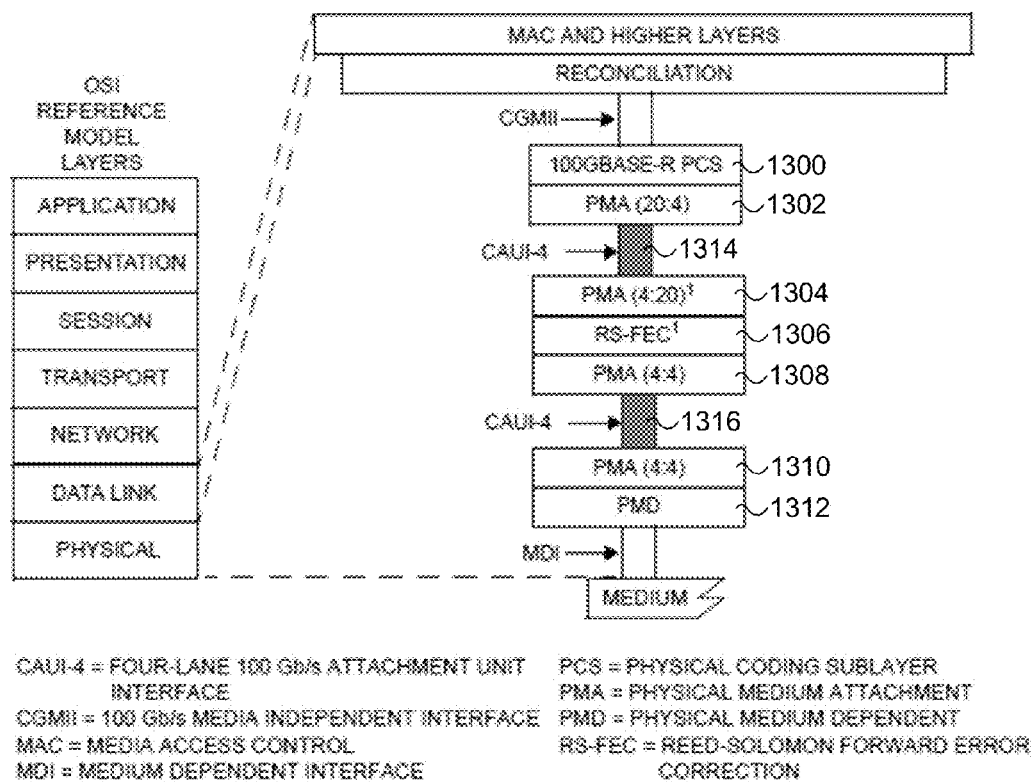 MAC AND HIGHER LAYERS
RECONCILIATION
OSI
REFERENCE
MODEL
LAYERS
APPLICATION
PRESENTATION
SESSION
TRANSPORT
NETWORK
DATA LINK
PHYSICAL
CGMII
100GBASE-R PCS
1300
PMA (20:4)
1302
CAUI-4
1314
PMA (4:20)¹
1304
RS-FEC¹
1306
PMA (4:4)
1308
CAUI-4
1316
PMA (4:4)
1310
PMD
1312
MDI
MEDIUM
CAUI-4 = FOUR-LANE 100 Gb/s ATTACHMENT UNIT
INTERFACE
CGMII = 100 Gb/s MEDIA INDEPENDENT INTERFACE
MAC = MEDIA ACCESS CONTROL
MDI = MEDIUM DEPENDENT INTERFACE
PCS = PHYSICAL CODING SUBLAYER
PMA = PHYSICAL MEDIUM ATTACHMENT
PMD = PHYSICAL MEDIUM DEPENDENT
RS-FEC = REED-SOLOMON FORWARD ERROR
CORRECTION